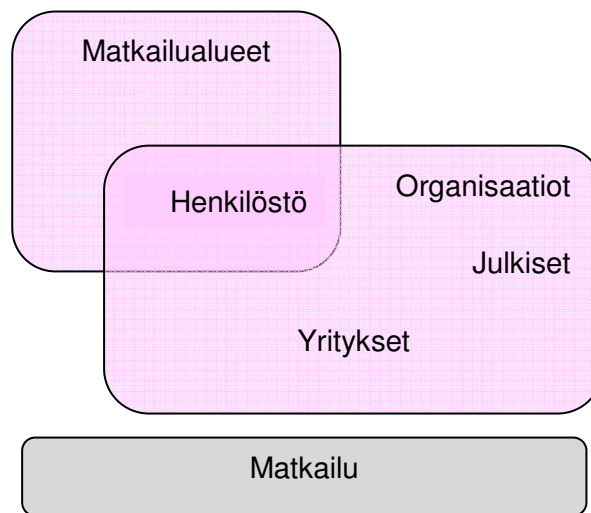 Matkailualueet
Organisaatiot
Henkilöstö
Julkiset
Yritykset
Matkailu